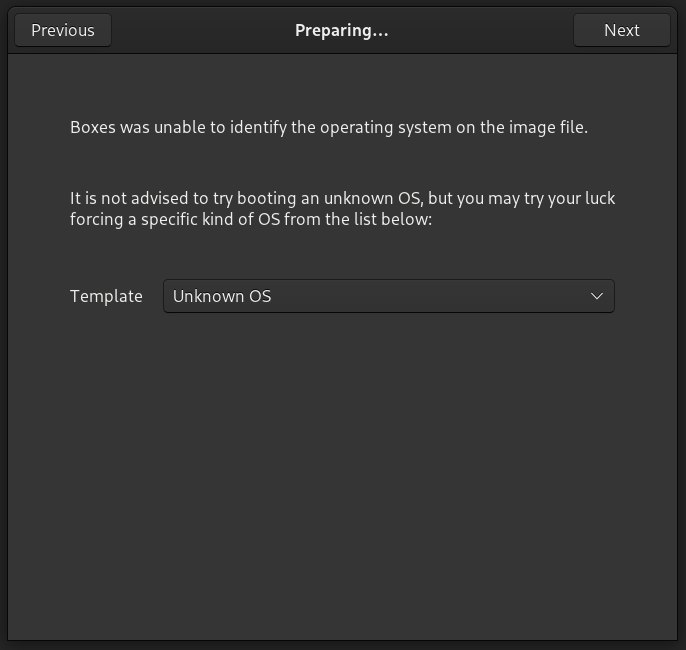 Previous
Preparing...
Next
Boxes was unable to identify the operating system on the image file.
It is not advised to try booting an unknown OS, but you may try your luck
forcing a specific kind of OS from the list below:
Template
Unknown OS